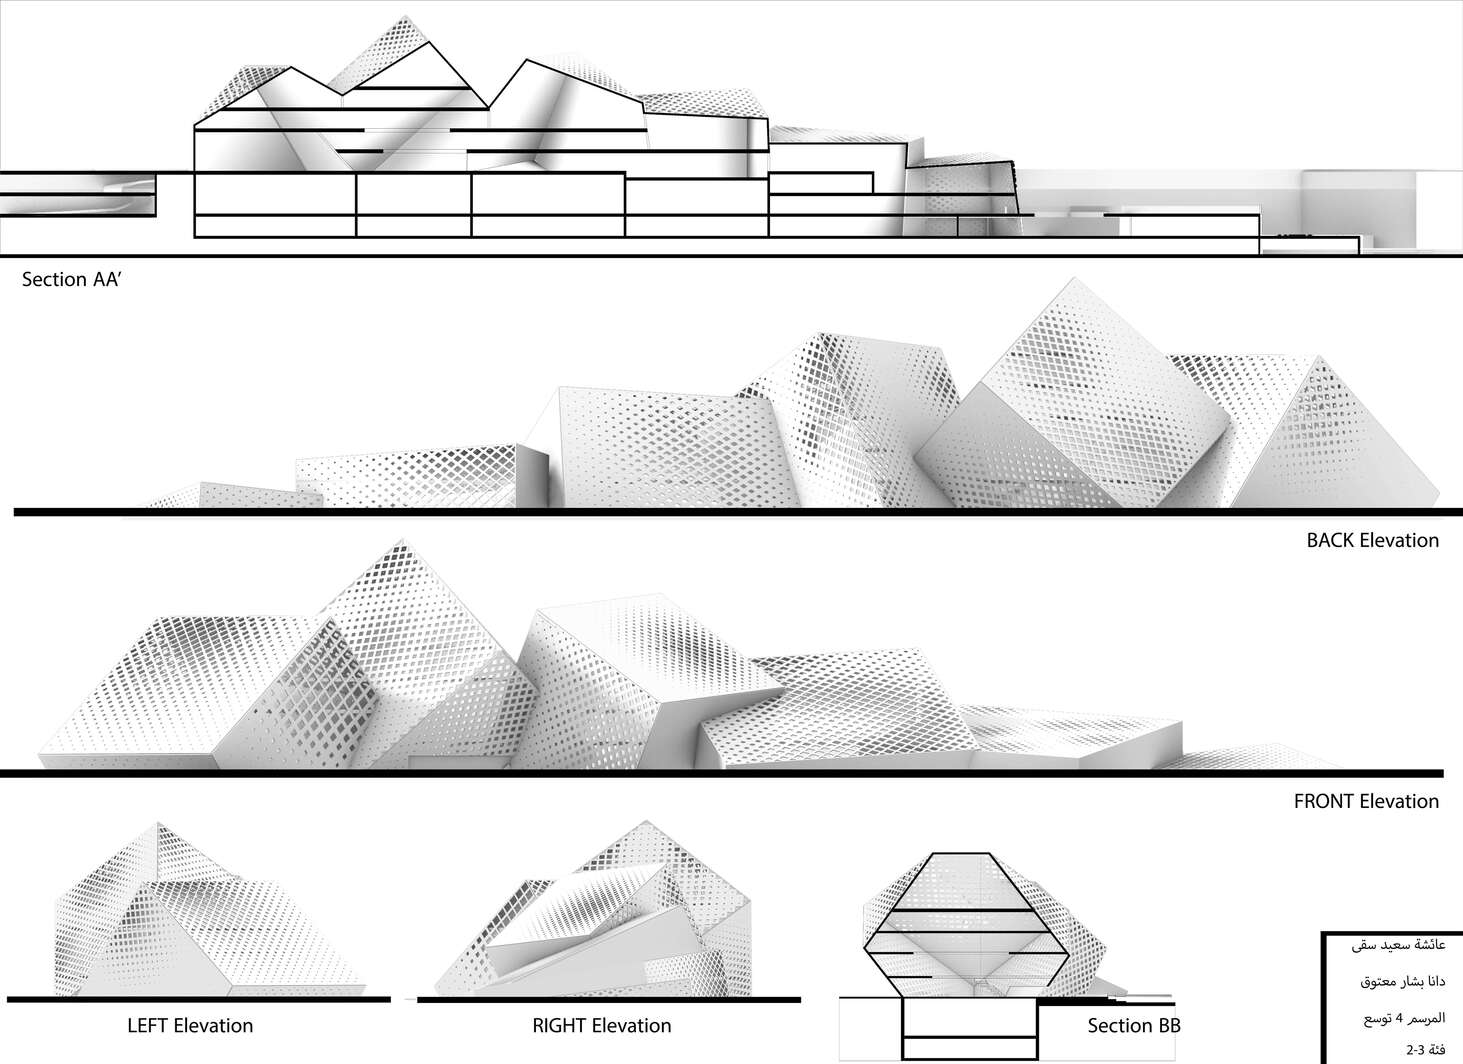 Section AA’
BACK Elevation
FRONT Elevation
LEFT Elevation
RIGHT Elevation
Section BB
عائشة سعيد سقى
دانا بشار معتوق
المرسم 4 توسع
فئة 3-2